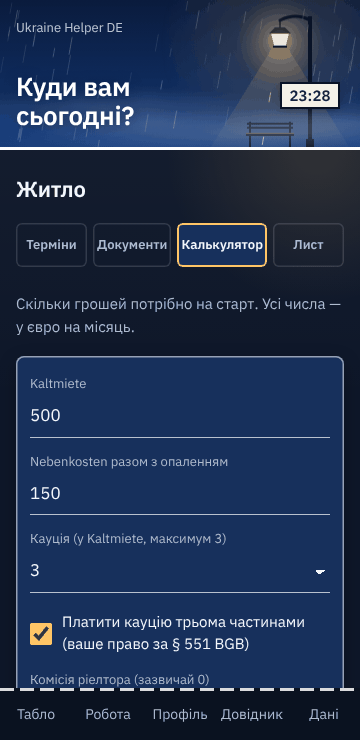 Ukraine Helper DE
Куди вам
сьогодні?
23:28
Житло
Терміни
Документи
Калькулятор
Лист
Скільки грошей потрібно на старт. Усі числа —
у євро на місяць.
Kaltmiete
500
Nebenkosten разом з опаленням
150
Кауція (у Kaltmiete, максимум 3)
3
Платити кауцію трьома частинами
(ваше право за § 551 BGB)
Комісія ріелтора (зазвичай 0)
Табло
Робота
Профіль
Довідник
Дані